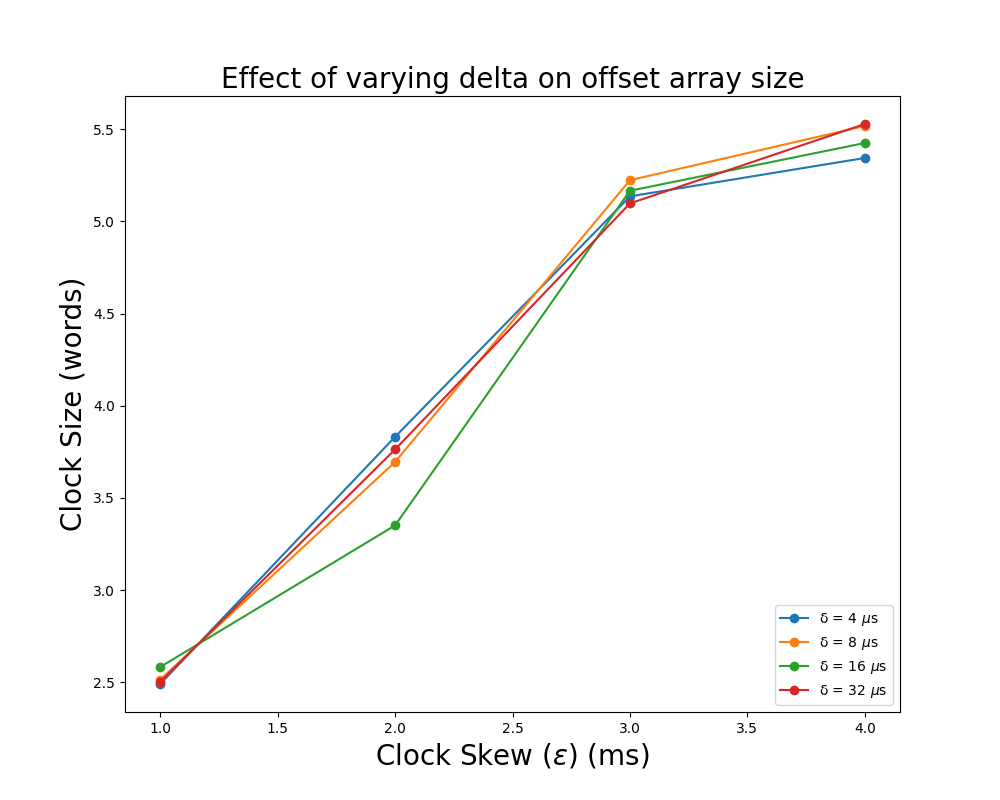 Effect of varying delta on offset array size
Clock Size (words)
5.5
5.0
4.5
4.0
3.5
3.0
2.5
δ = 4 μs
δ = 8 μs
δ = 16 μs
δ = 32 μs
1.0 1.5 2.0 2.5 3.0 3.5 4.0
Clock Skew (ε) (ms)